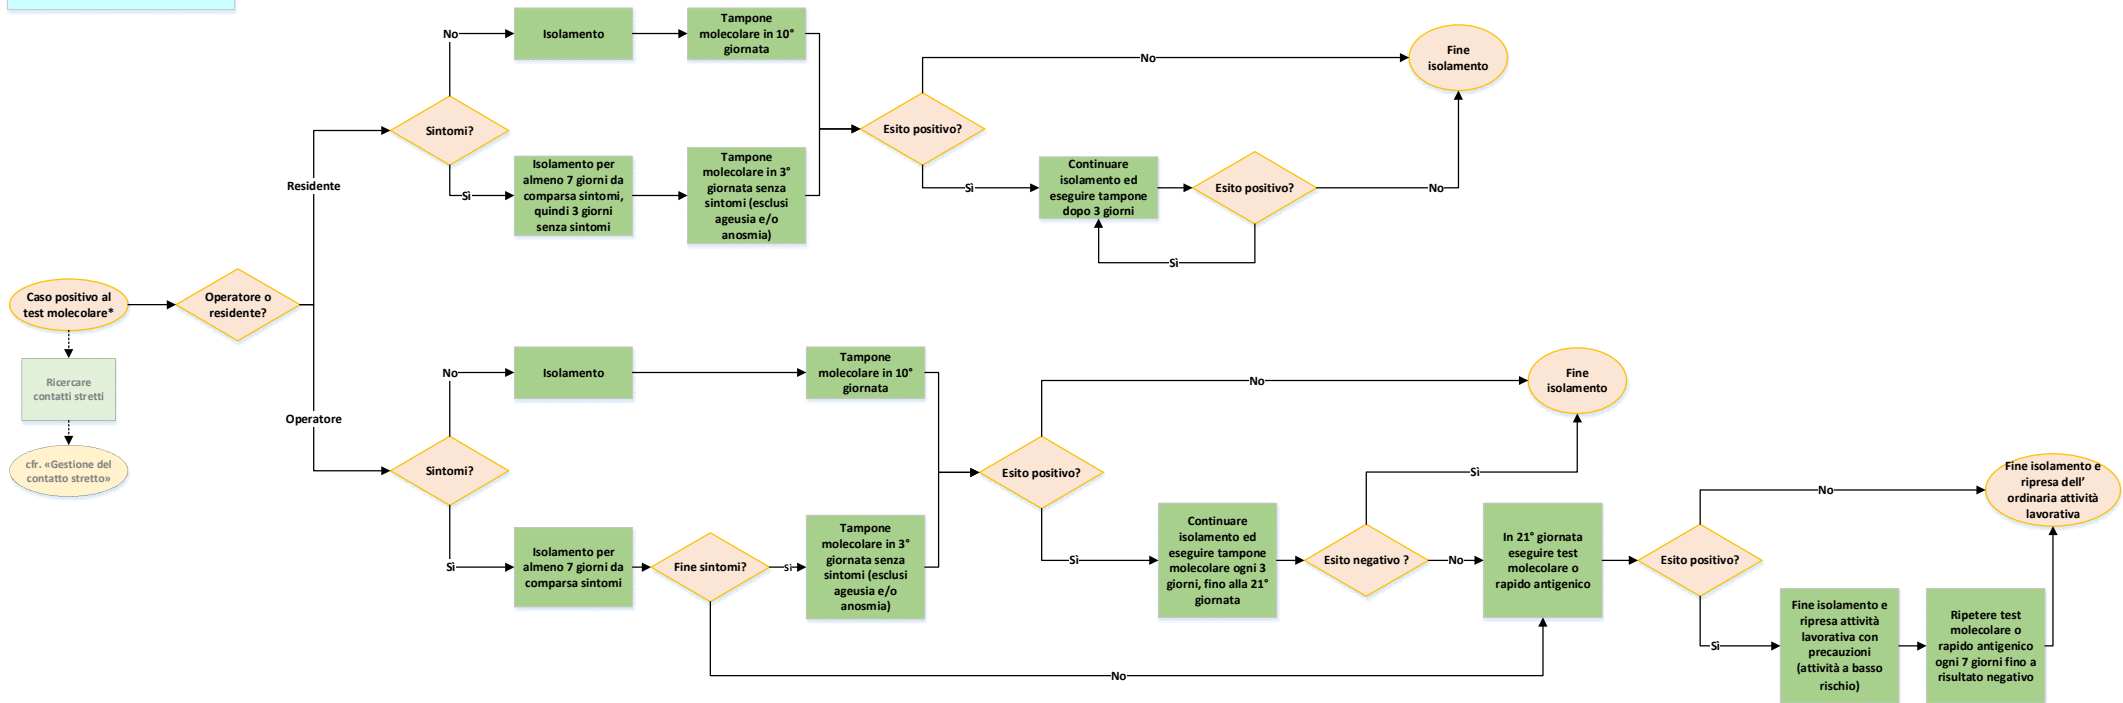 No
Isolamento
Tampone
molecolare in 10°
giornata
No
Fine
isolamento
Sintomi?
Esito positivo?
Residente
Sì
Isolamento per
almeno 7 giorni da
comparsa sintomi,
quindi 3 giorni
senza sintomi
Tampone
molecolare in 3°
giornata senza
sintomi (esclusi
ageusia e/o
anosmia)
Sì
Continuare
isolamento ed
eseguire tampone
dopo 3 giorni
Esito positivo?
No
Sì
Caso positivo al
test molecolare*
Operatore o
residente?
Ricercare
contatti stretti
cfr. «Gestione del
contatto stretto»
Operatore
No
Isolamento
Tampone
molecolare in 10°
giornata
No
Fine
isolamento
Sintomi?
Esito positivo?
Sì
Sì
Isolamento per
almeno 7 giorni da
comparsa sintomi
Fine sintomi?
sì
Tampone
molecolare in 3°
giornata senza
sintomi (esclusi
ageusia e/o
anosmia)
Sì
Continuare
isolamento ed
eseguire tampone
molecolare ogni 3
giorni, fino alla 21°
giornata
Esito negativo ?
No
In 21° giornata
eseguire test
molecolare o
rapido antigenico
Esito positivo?
No
Fine isolamento e
ripresa dell'
ordinaria attività
lavorativa
Sì
Fine isolamento e
ripresa attività
lavorativa con
precauzioni
(attività a basso
rischio)
Ripetere test
molecolare o
rapido antigenico
ogni 7 giorni fino a
risultato negativo
No